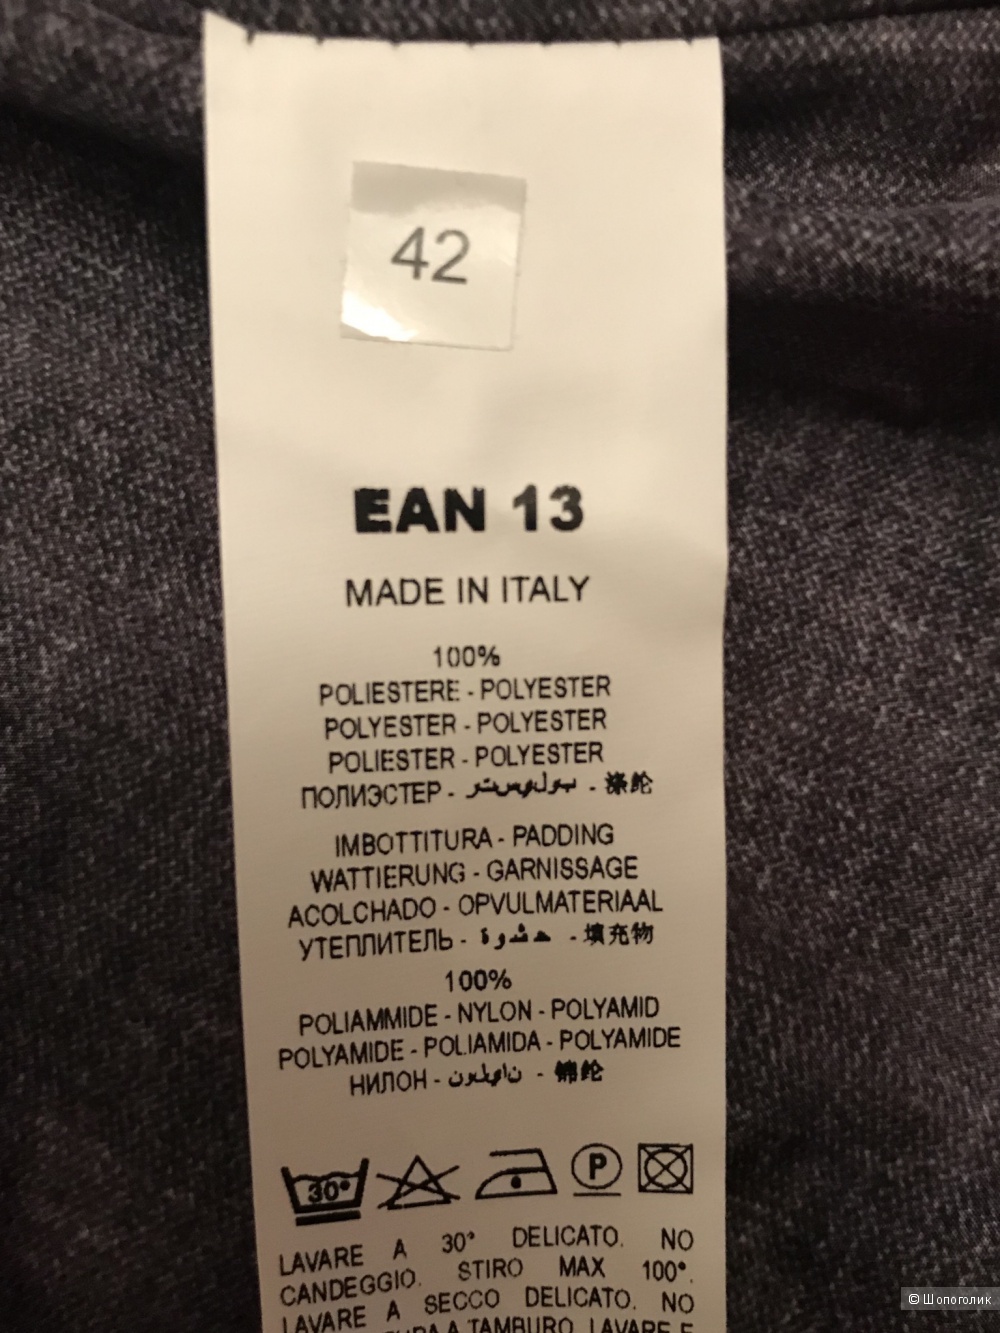 42
EAN 13
MADE IN ITALY
100%
POLIESTERE - POLYESTER
POLYESTER - POLYESTER
POLIESTER - POLYESTER
ПОЛИЭСТЕР - بوليستر - 涤纶
IMBOTTITURA - PADDING
WATTIERUNG - GARNISSAGE
ACOLCHADO - OPVULMATERIAAL
УТЕПЛИТЕЛЬ - حشوة - 填充物
100%
POLIAMMIDE - NYLON - POLYAMID
POLYAMIDE - POLIAMIDA - POLYAMIDE
НИЛОН - نايلون - 锦纶
30° P
LAVARE A 30° DELICATO. NO
CANDEGGIO. STIRO MAX 100°.
LAVARE A SECCO DELICATO. NO
A TAMBURO. LAVARE E
© Шопоголик